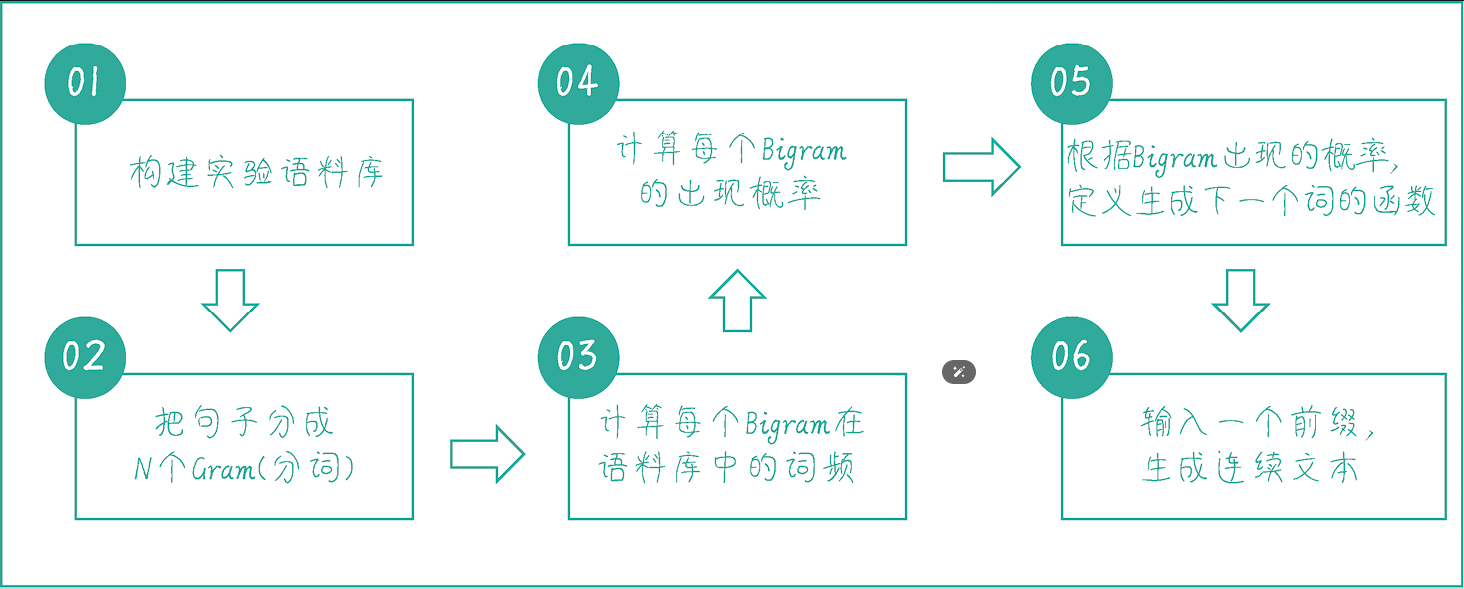 01
构建实验语料库
02
把句子分成
N个Gram(分词)
03
计算每个Bigram在
语料库中的词频
04
计算每个Bigram
的出现概率
05
根据Bigram出现的概率,
定义生成下一个词的函数
06
输入一个前缀,
生成连续文本